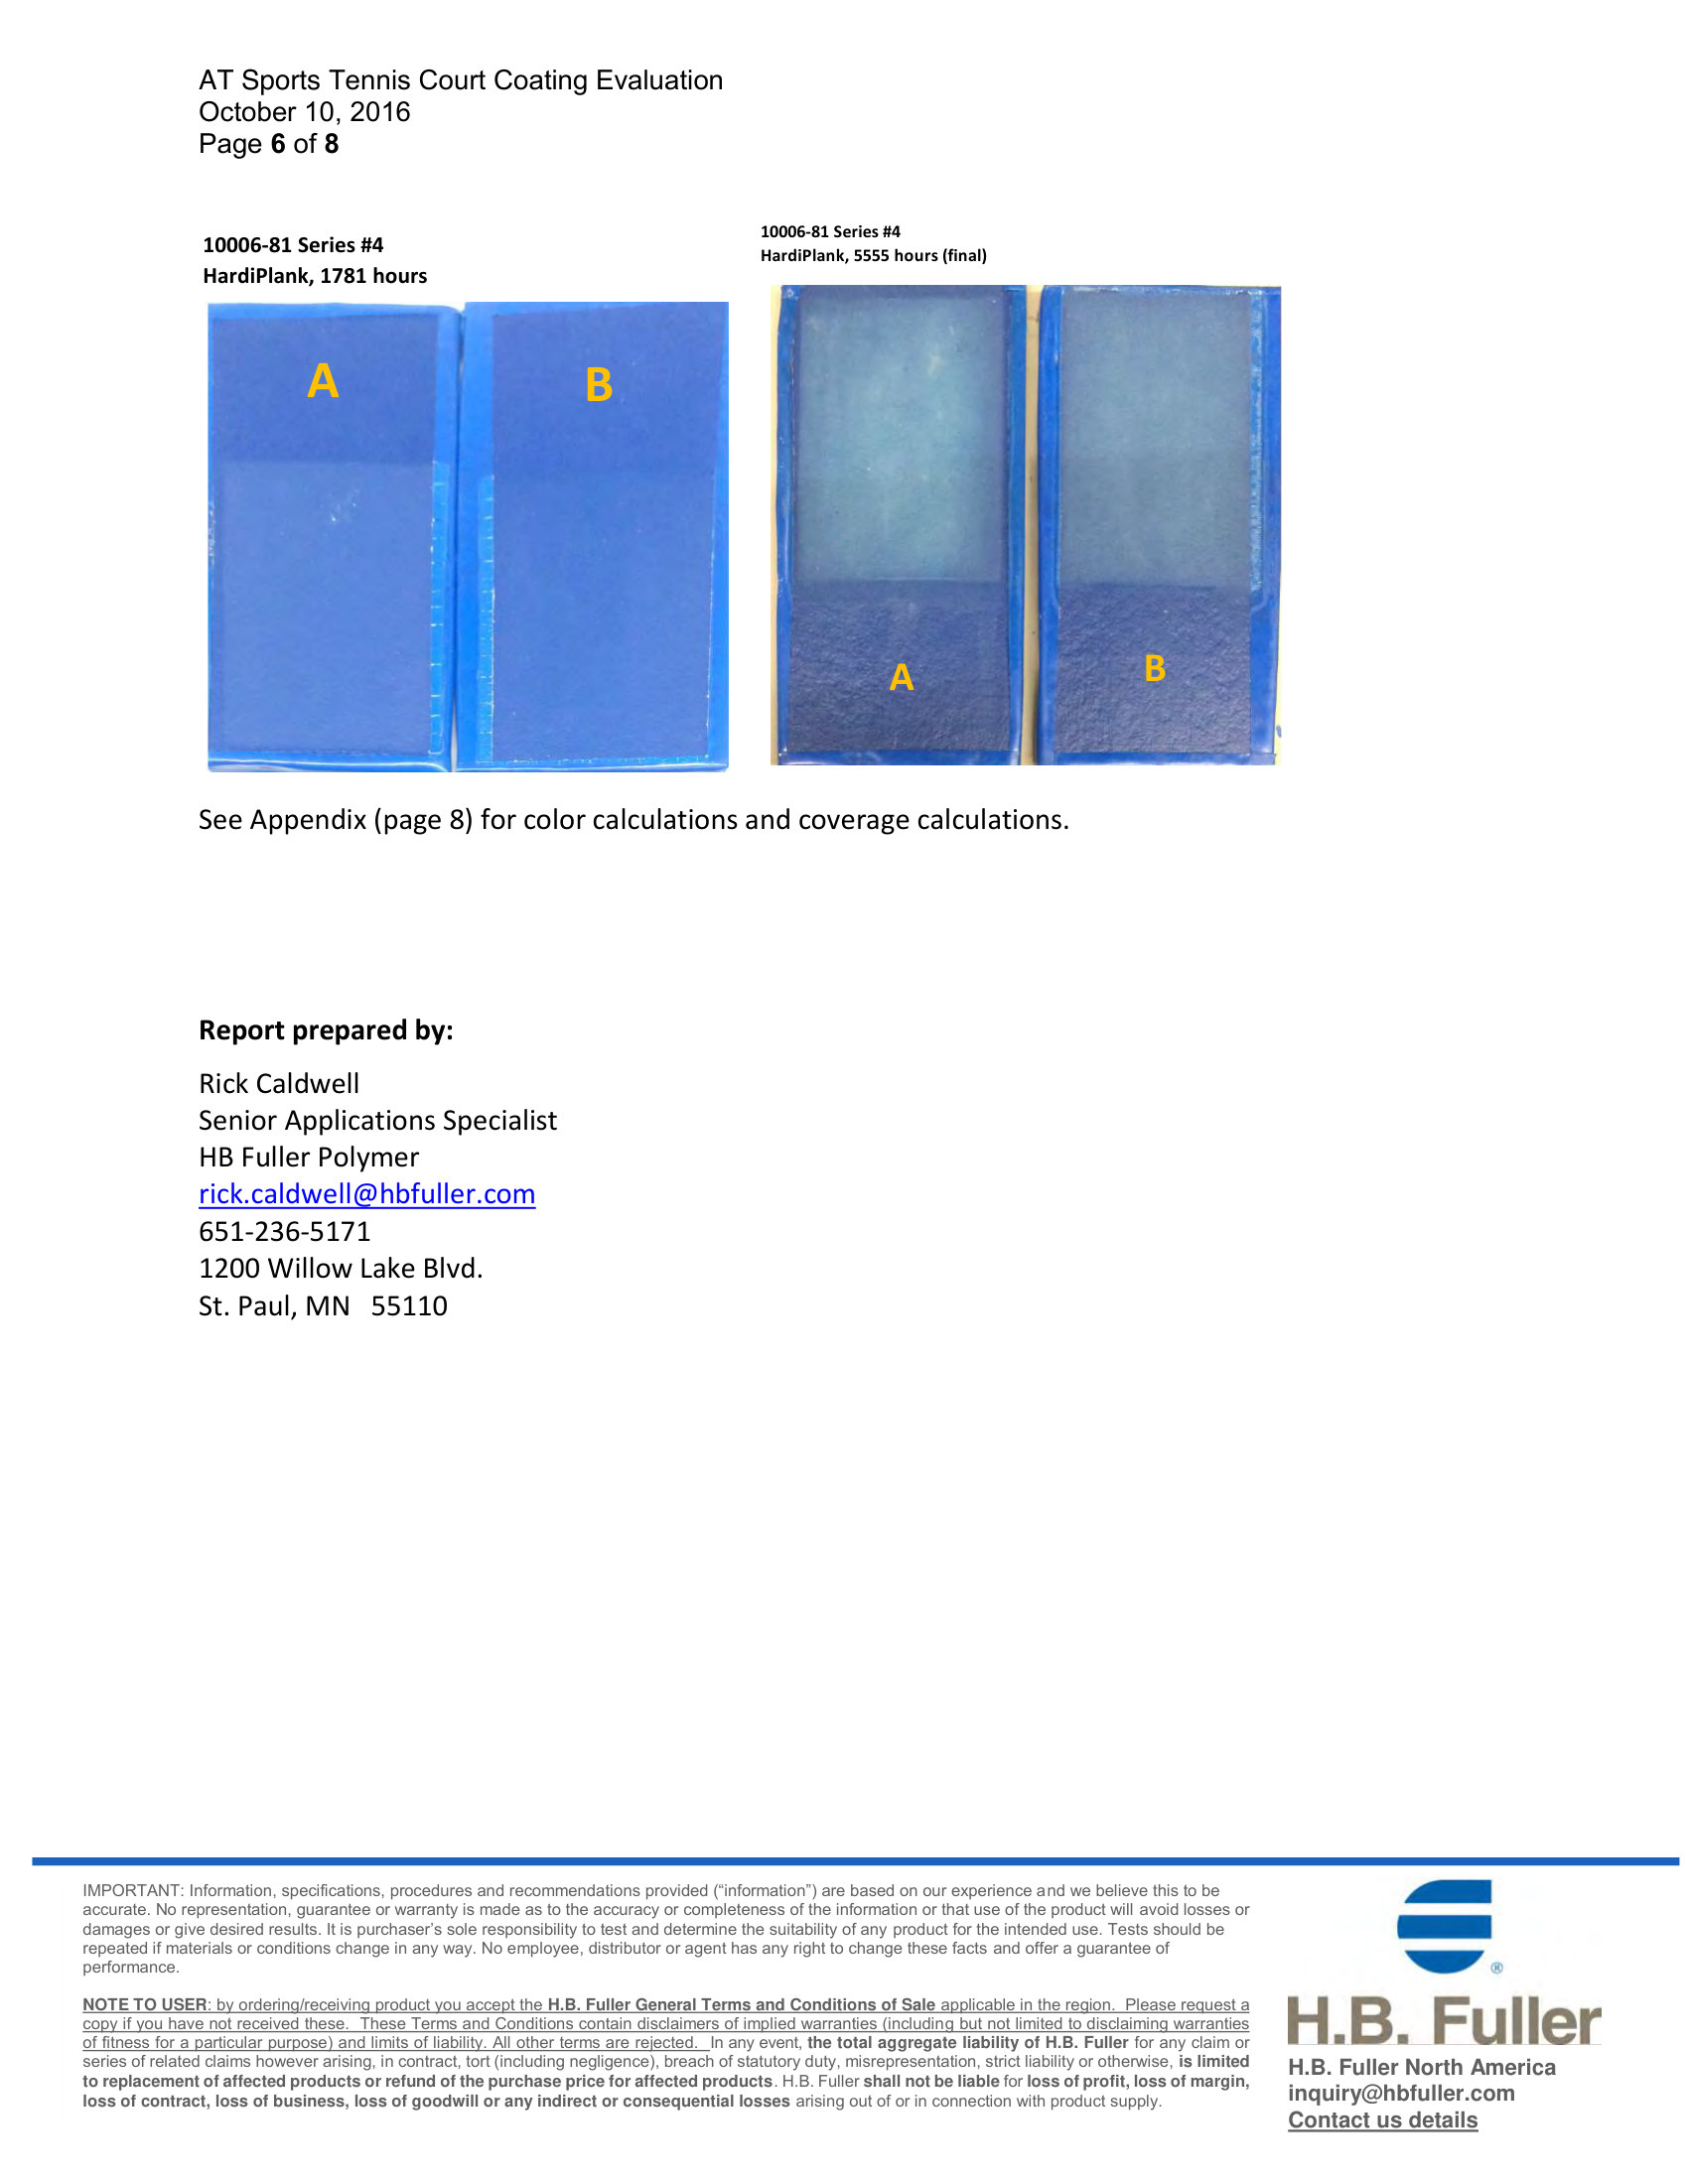 AT Sports Tennis Court Coating Evaluation
October 10, 2016
Page 6 of 8
10006-81 Series #4
HardiPlank, 1781 hours
10006-81 Series #4
HardiPlank, 5555 hours (final)
A
B
A
B
See Appendix (page 8) for color calculations and coverage calculations.
Report prepared by:
Rick Caldwell
Senior Applications Specialist
HB Fuller Polymer
rick.caldwell@hbfuller.com
651-236-5171
1200 Willow Lake Blvd.
St. Paul, MN   55110
IMPORTANT: Information, specifications, procedures and recommendations provided (“information”) are based on our experience and we believe this to be
accurate. No representation, guarantee or warranty is made as to the accuracy or completeness of the information or that use of the product will avoid losses or
damages or give desired results. It is purchaser’s sole responsibility to test and determine the suitability of any product for the intended use. Tests should be
repeated if materials or conditions change in any way. No employee, distributor or agent has any right to change these facts and offer a guarantee of
performance.
NOTE TO USER: by ordering/receiving product you accept the H.B. Fuller General Terms and Conditions of Sale applicable in the region.  Please request a
copy if you have not received these.  These Terms and Conditions contain disclaimers of implied warranties (including but not limited to disclaiming warranties
of fitness for a particular purpose) and limits of liability. All other terms are rejected.  In any event, the total aggregate liability of H.B. Fuller for any claim or
series of related claims however arising, in contract, tort (including negligence), breach of statutory duty, misrepresentation, strict liability or otherwise, is limited
to replacement of affected products or refund of the purchase price for affected products. H.B. Fuller shall not be liable for loss of profit, loss of margin,
loss of contract, loss of business, loss of goodwill or any indirect or consequential losses arising out of or in connection with product supply.
®
H.B. Fuller
H.B. Fuller North America
inquiry@hbfuller.com
Contact us details